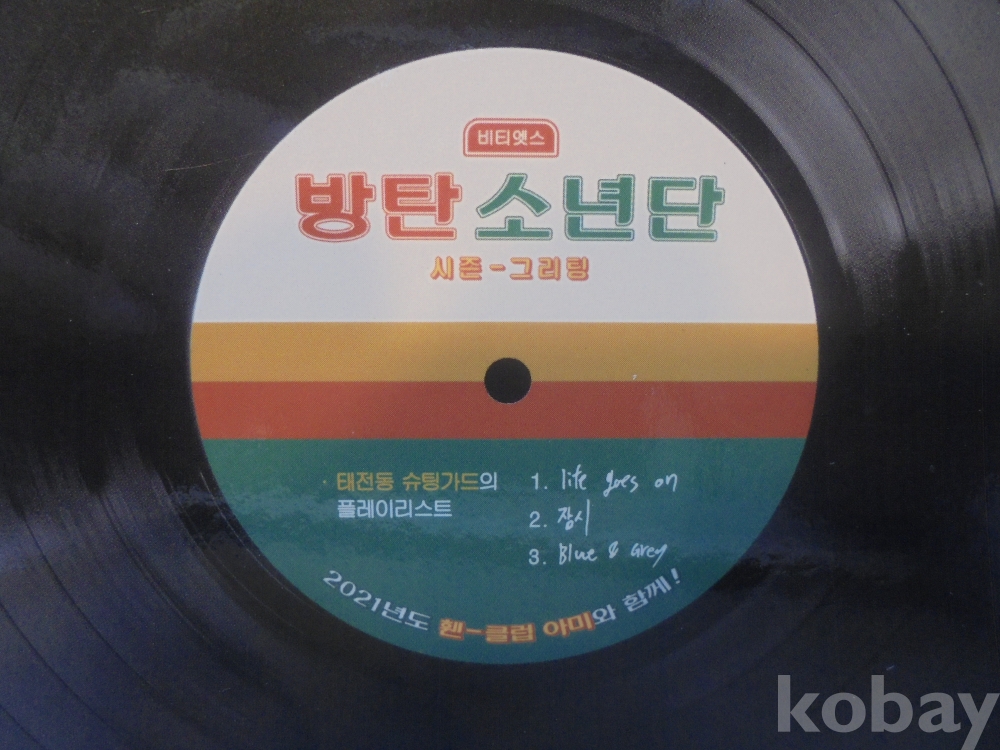 비티엣스
방탄소년단
시즌-그리팅
· 태전동 슈팅가드의
플레이리스트
1. life goes on
2. 잠시
3. Blue & Grey
2021년도 휀-클럽 아미와 함께!
kobay